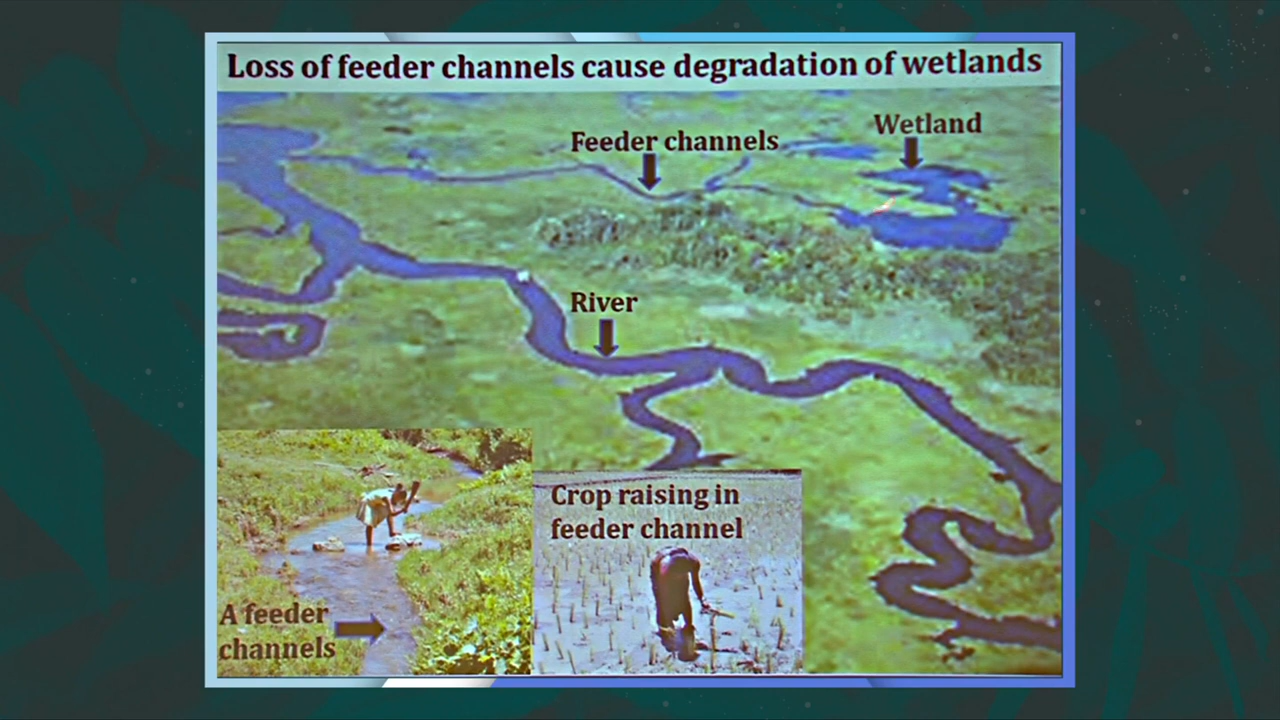 Loss of feeder channels cause degradation of wetlands
Wetland
Feeder channels
River
Crop raising in
feeder channel
A feeder
channels